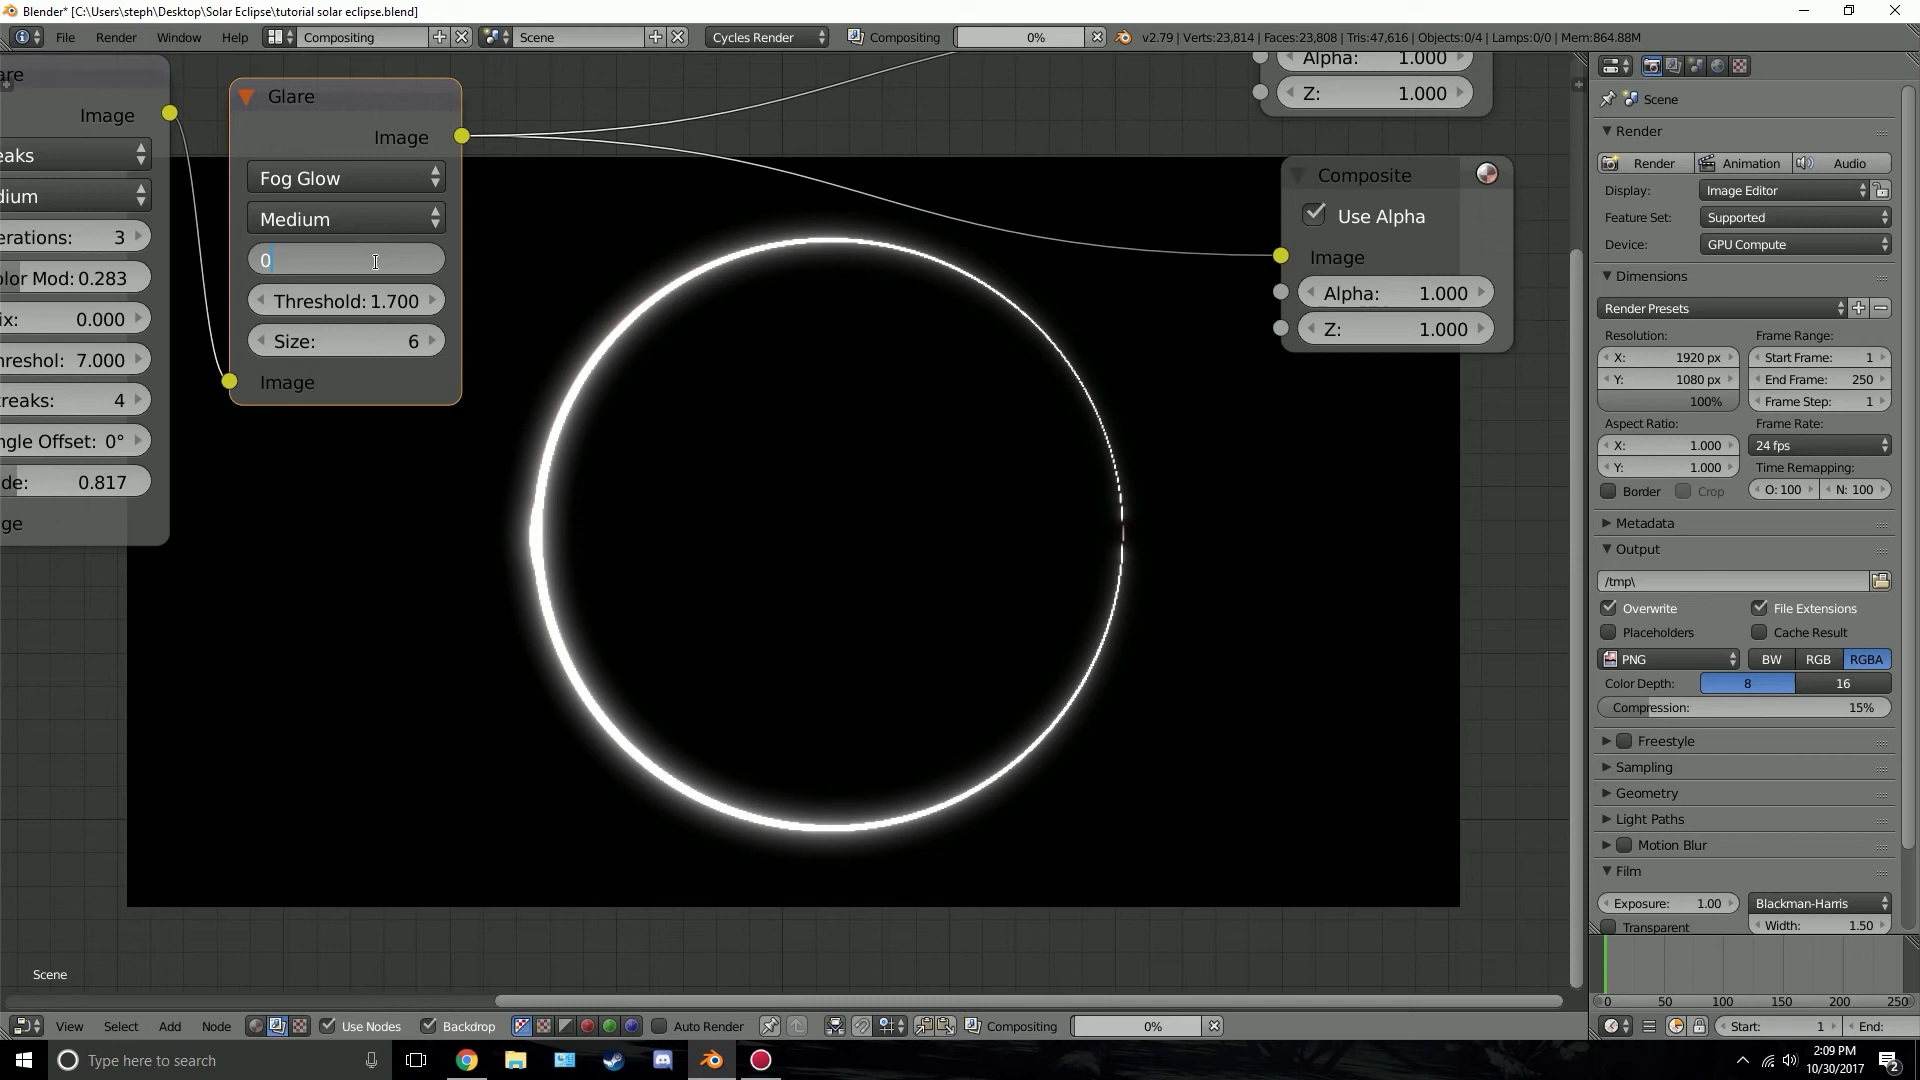 Blender* [C:\Users\steph\Desktop\Solar Eclipse\tutorial solar eclipse.blend]
File Render Window Help Compositing Scene Cycles Render Compositing 0% v2.79 | Verts:23,814 | Faces:23,808 | Tris:47,616 | Objects:0/4 | Lamps:0/0 | Mem:864.88M
are
Image
eaks
dium
erations: 3
olor Mod: 0.283
ix: 0.000
hreshol: 7.000
reaks: 4
ngle Offset: 0°
de: 0.817
ge
Glare
Image
Fog Glow
Medium
0
Threshold: 1.700
Size: 6
Image
Alpha: 1.000
Z: 1.000
Composite
Use Alpha
Image
Alpha: 1.000
Z: 1.000
Scene
Scene
Render
Render Animation Audio
Display: Image Editor
Feature Set: Supported
Device: GPU Compute
Dimensions
Render Presets
Resolution: Frame Range:
X: 1920 px Start Frame: 1
Y: 1080 px End Frame: 250
100% Frame Step: 1
Aspect Ratio: Frame Rate:
X: 1.000 24 fps
Y: 1.000 Time Remapping:
Border Crop O: 100 N: 100
Metadata
Output
/tmp\
Overwrite File Extensions
Placeholders Cache Result
PNG BW RGB RGBA
Color Depth: 8 16
Compression: 15%
Freestyle
Sampling
Geometry
Light Paths
Motion Blur
Film
Exposure: 1.00 Blackman-Harris
Transparent Width: 1.50
0 50 100 150 200 250
View Select Add Node Use Nodes Backdrop Auto Render Compositing 0% Start: 1 End:
Type here to search
2:09 PM
10/30/2017
2